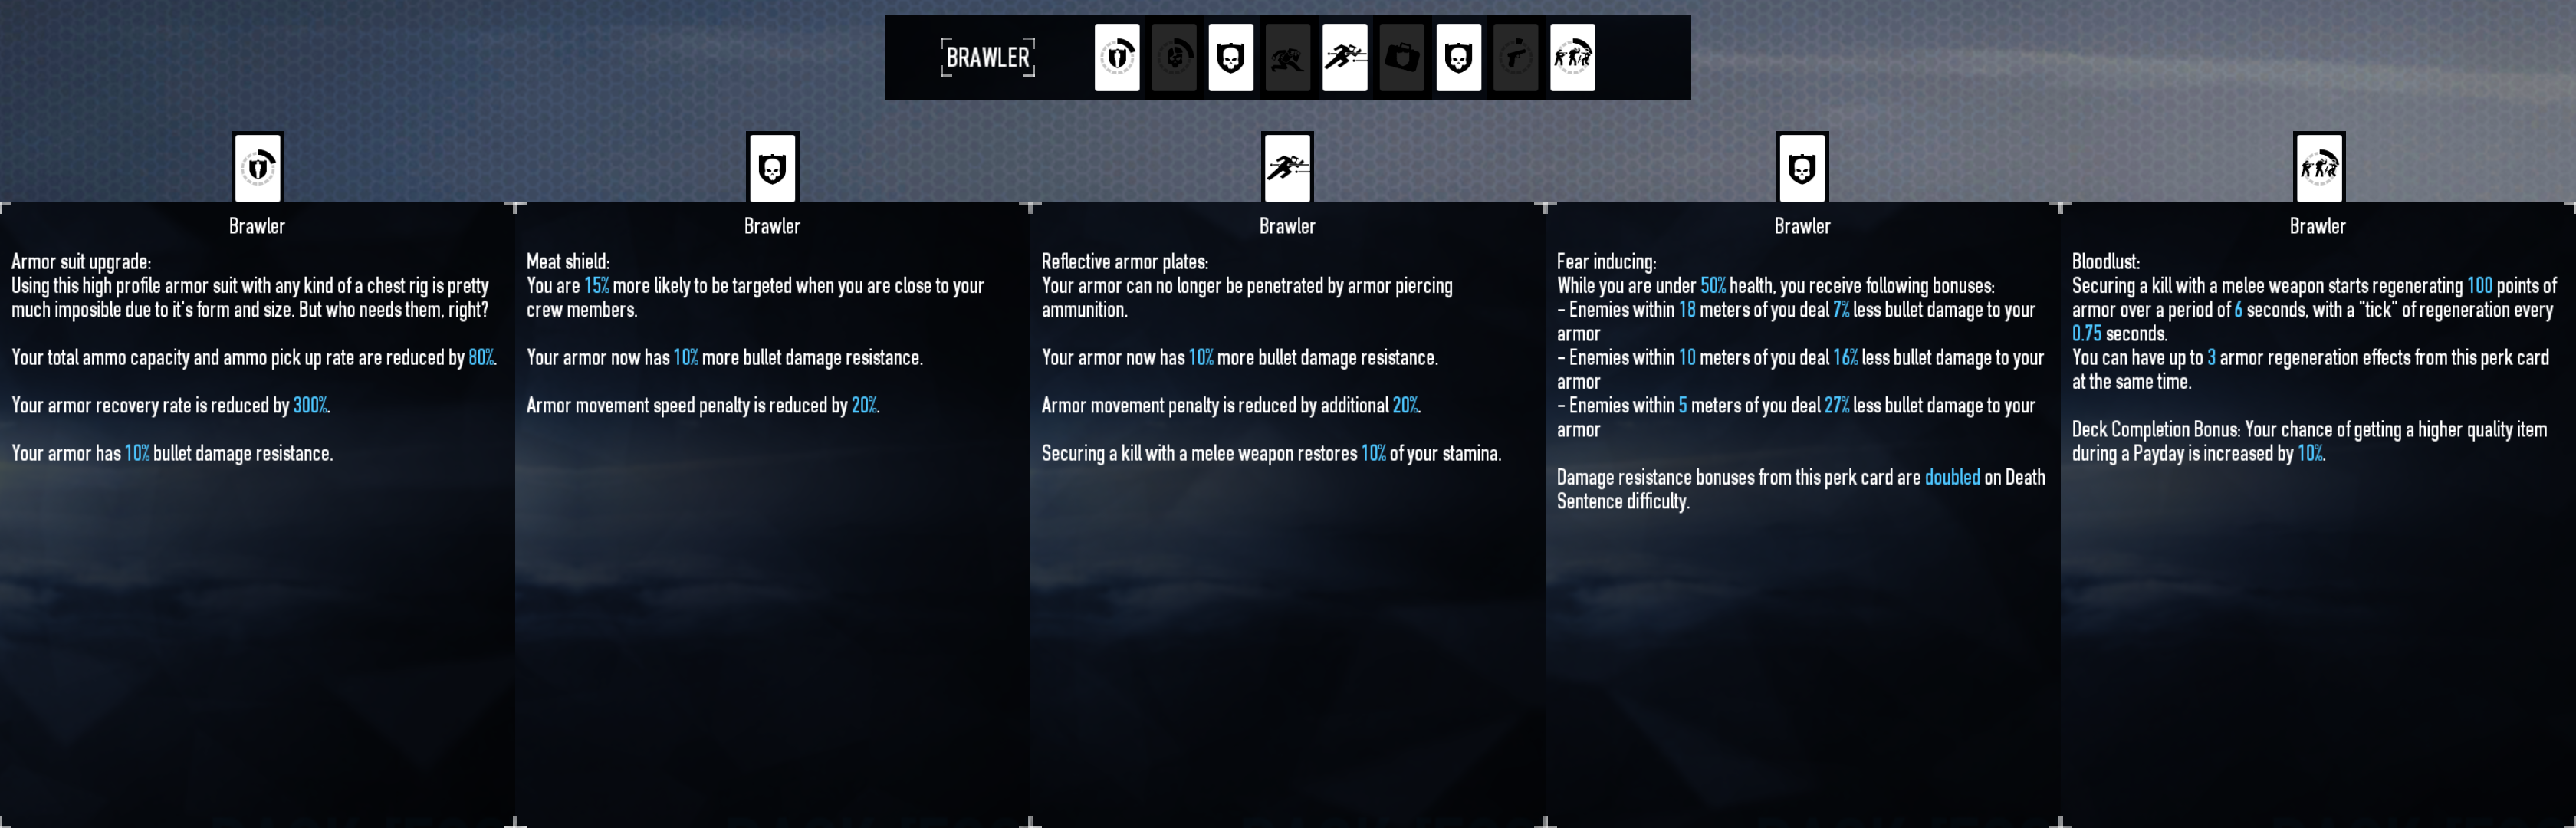 BRAWLER
Brawler
Armor suit upgrade:
Using this high profile armor suit with any kind of a chest rig is pretty
much imposible due to it's form and size. But who needs them, right?
Your total ammo capacity and ammo pick up rate are reduced by 80%.
Your armor recovery rate is reduced by 300%.
Your armor has 10% bullet damage resistance.
Brawler
Meat shield:
You are 15% more likely to be targeted when you are close to your
crew members.
Your armor now has 10% more bullet damage resistance.
Armor movement speed penalty is reduced by 20%.
Brawler
Reflective armor plates:
Your armor can no longer be penetrated by armor piercing
ammunition.
Your armor now has 10% more bullet damage resistance.
Armor movement penalty is reduced by additional 20%.
Securing a kill with a melee weapon restores 10% of your stamina.
Brawler
Fear inducing:
While you are under 50% health, you receive following bonuses:
- Enemies within 18 meters of you deal 7% less bullet damage to your
armor
- Enemies within 10 meters of you deal 16% less bullet damage to your
armor
- Enemies within 5 meters of you deal 27% less bullet damage to your
armor
Damage resistance bonuses from this perk card are doubled on Death
Sentence difficulty.
Brawler
Bloodlust:
Securing a kill with a melee weapon starts regenerating 100 points of
armor over a period of 6 seconds, with a "tick" of regeneration every
0.75 seconds.
You can have up to 3 armor regeneration effects from this perk card
at the same time.
Deck Completion Bonus: Your chance of getting a higher quality item
during a Payday is increased by 10%.